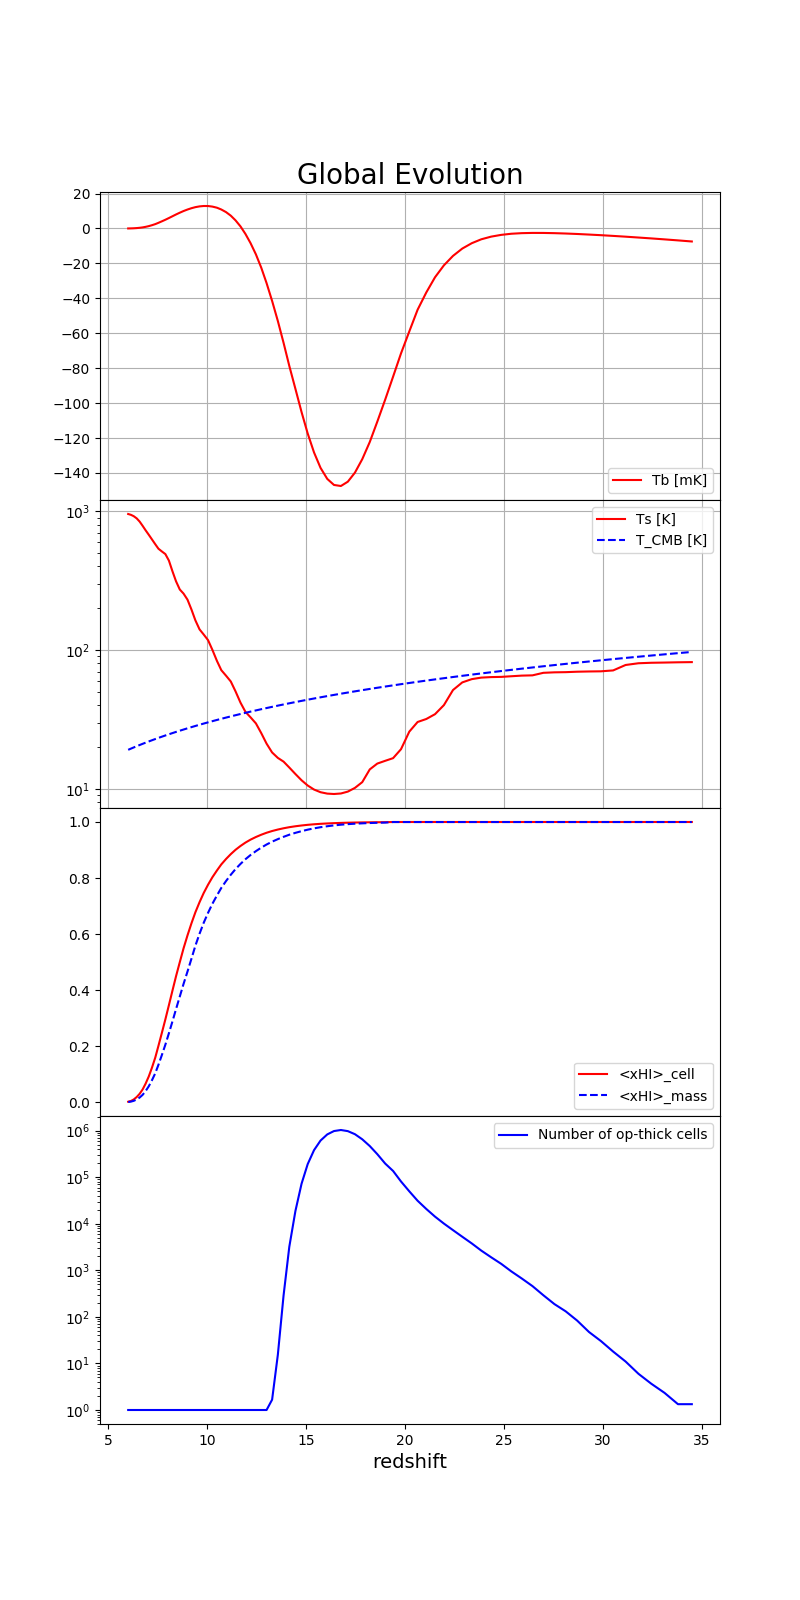 Global Evolution
20
0
−20
−40
−60
−80
−100
−120
−140
Tb [mK]
10³
10²
10¹
Ts [K]
T_CMB [K]
1.0
0.8
0.6
0.4
0.2
0.0
<xHI>_cell
<xHI>_mass
10⁶
10⁵
10⁴
10³
10²
10¹
10⁰
Number of op-thick cells
5 10 15 20 25 30 35
redshift